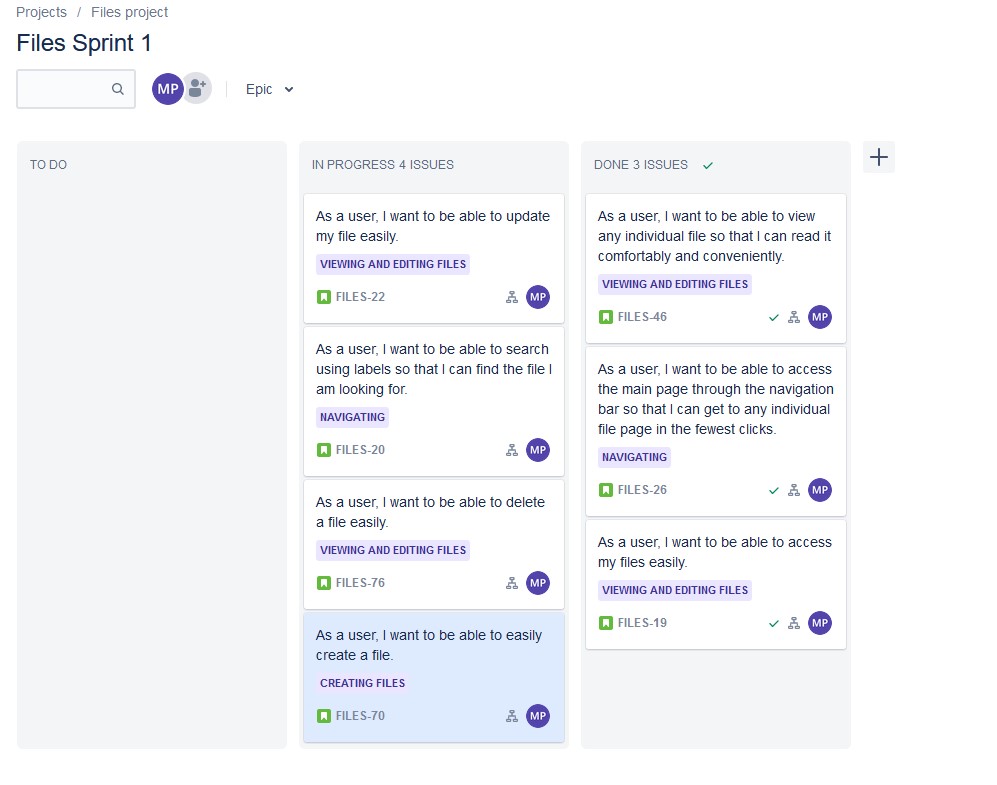 Projects / Files project
Files Sprint 1
MP
Epic
TO DO
IN PROGRESS 4 ISSUES
As a user, I want to be able to update
my file easily.
VIEWING AND EDITING FILES
FILES-22 MP
As a user, I want to be able to search
using labels so that I can find the file I
am looking for.
NAVIGATING
FILES-20 MP
As a user, I want to be able to delete
a file easily.
VIEWING AND EDITING FILES
FILES-76 MP
As a user, I want to be able to easily
create a file.
CREATING FILES
FILES-70 MP
DONE 3 ISSUES
As a user, I want to be able to view
any individual file so that I can read it
comfortably and conveniently.
VIEWING AND EDITING FILES
FILES-46 MP
As a user, I want to be able to access
the main page through the navigation
bar so that I can get to any individual
file page in the fewest clicks.
NAVIGATING
FILES-26 MP
As a user, I want to be able to access
my files easily.
VIEWING AND EDITING FILES
FILES-19 MP